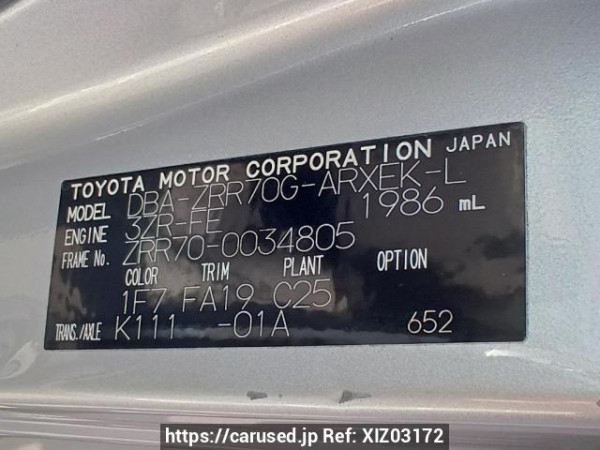 TOYOTA MOTOR CORPORATION JAPAN
MODEL DBA-ZRR70G-ARXEK-L
ENGINE 3ZR-FE 1986 mL
FRAME No. ZRR70-0034805
COLOR TRIM PLANT OPTION
1F7 FA19 C25
TRANS./AXLE K111 -01A 652
https://carused.jp Ref: XIZ03172